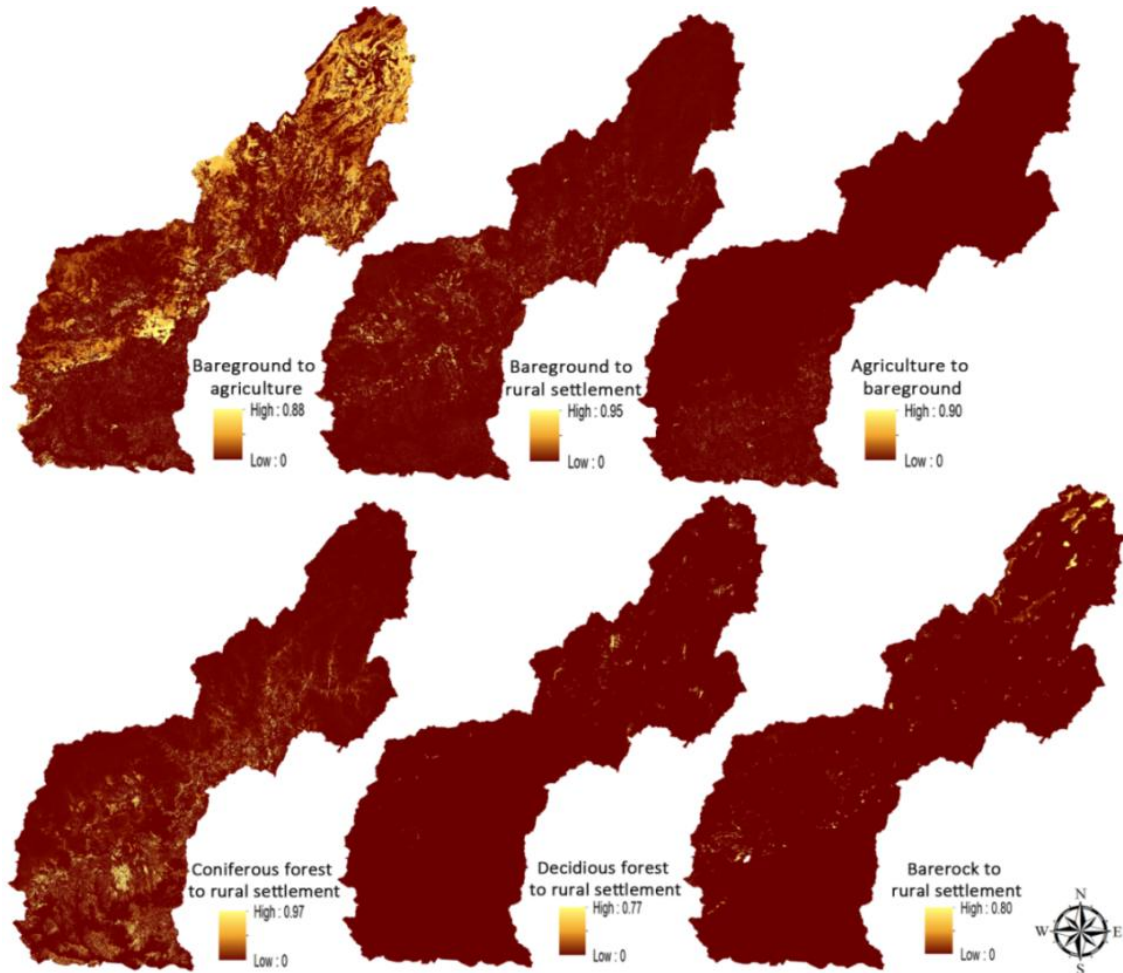 Bareground to
agriculture
High : 0.88
Low : 0
Bareground to
rural settlement
High : 0.95
Low : 0
Agriculture to
bareground
High : 0.90
Low : 0
Coniferous forest
to rural settlement
High : 0.97
Low : 0
Decidious forest
to rural settlement
High : 0.77
Low : 0
Barerock to
rural settlement
High : 0.80
Low : 0
N
W E
S